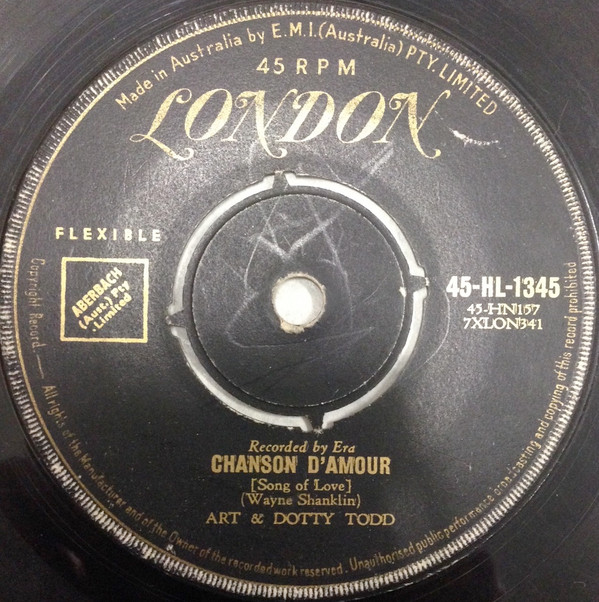 Made in Australia by E.M.I. (Australia) PTY. LIMITED
45 RPM
LONDON
FLEXIBLE
ABERBACH
(Aust.) Pty
.Limited
45-HL-1345
45-HN157
7XLON341
Recorded by Era
CHANSON D'AMOUR
[Song of Love]
(Wayne Shanklin)
ART & DOTTY TODD
Copyright Record. — All rights of the Manufacturer and of the Owner of the recorded work reserved. Unauthorised public performance broadcasting and copying of this record prohibited